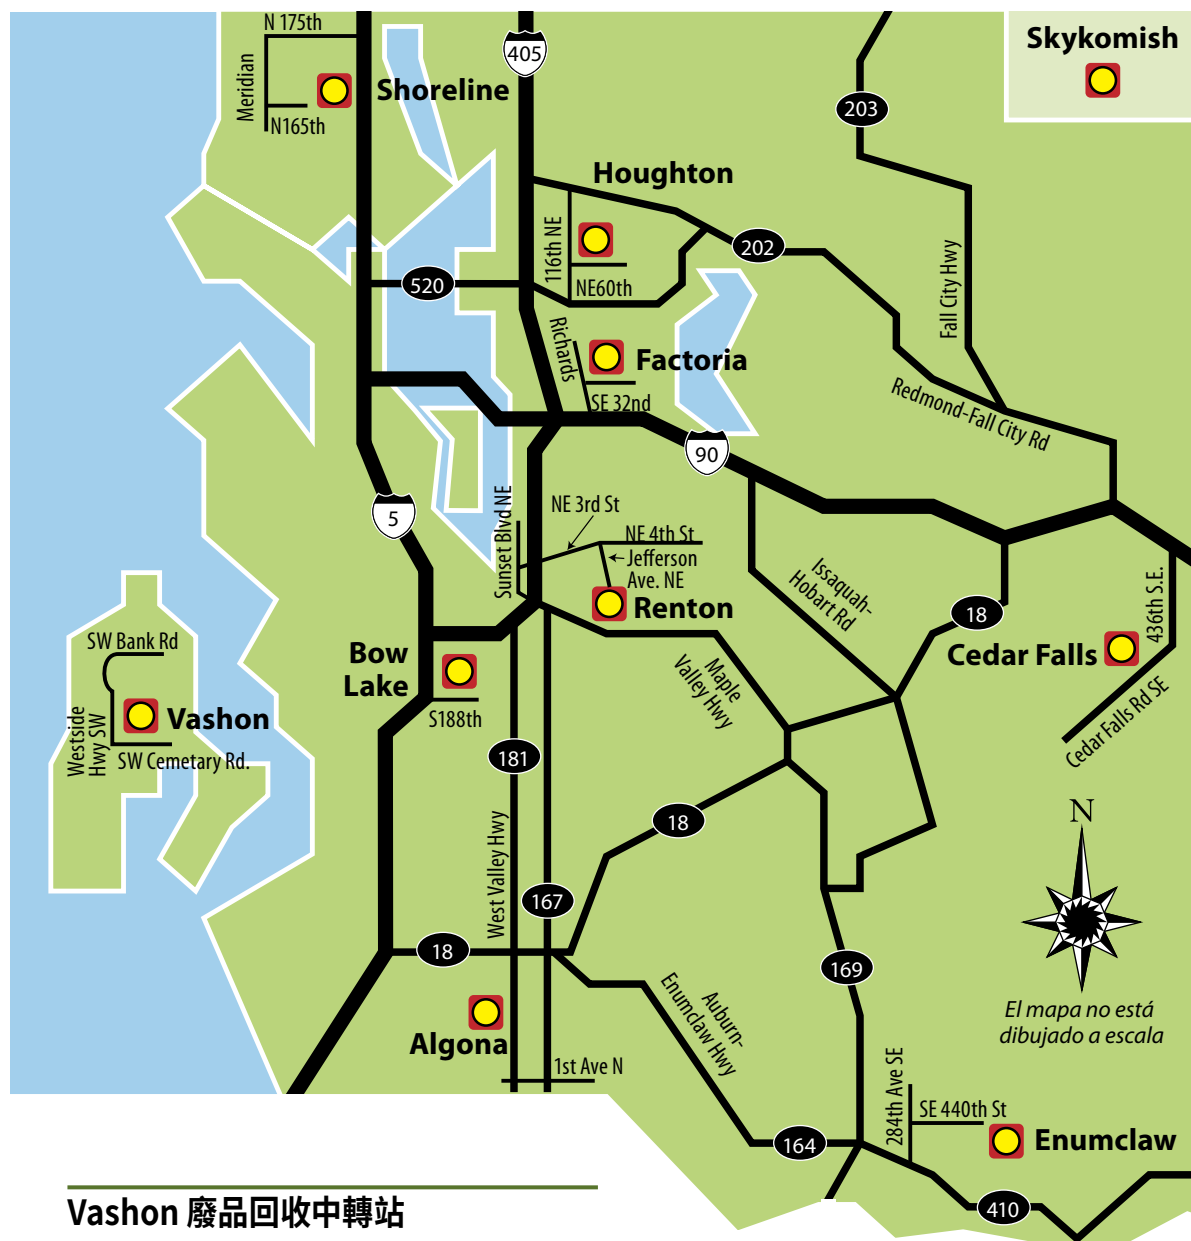 N 175th
405
Skykomish
Meridian
Shoreline
N165th
203
Houghton
116th NE
202
NE60th
520
Fall City Hwy
Richards
Factoria
SE 32nd
Redmond-Fall City Rd
90
5
Sunset Blvd NE
NE 3rd St
NE 4th St
Jefferson
Ave. NE
Renton
Issaquah-
Hobart Rd
18
436th S.E.
Cedar Falls
Cedar Falls Rd SE
SW Bank Rd
Bow
Lake
S188th
Maple
Valley Hwy
Vashon
Westside
Hwy SW
SW Cemetary Rd.
181
18
N
West Valley Hwy
167
18
169
El mapa no está
dibujado a escala
Auburn-
Enumclaw Hwy
Algona
1st Ave N
284th Ave SE
SE 440th St
164
Enumclaw
410
Vashon 廢品回收中轉站